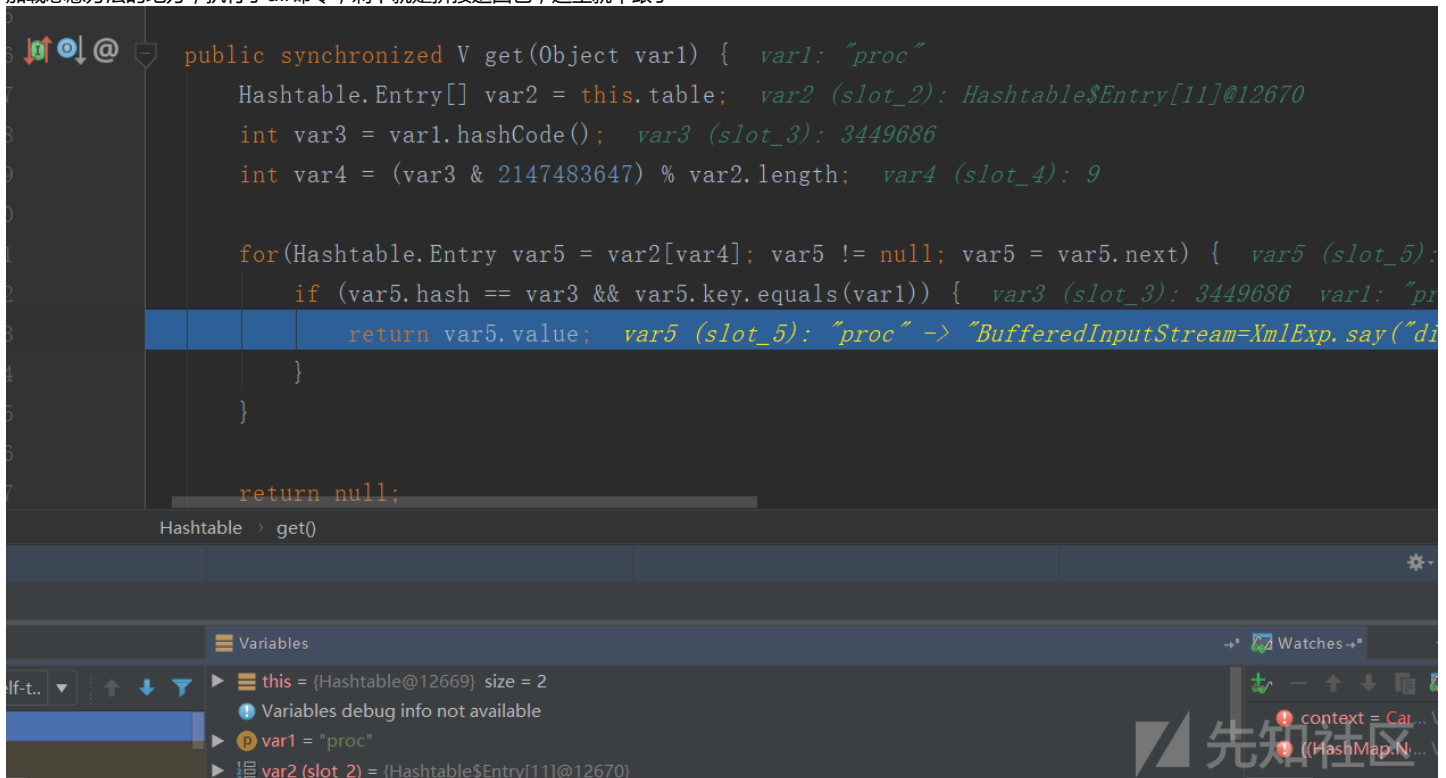 public synchronized V get(Object var1) {  var1: "proc"
Hashtable.Entry[] var2 = this.table;  var2 (slot_2): Hashtable$Entry[11]@12670
int var3 = var1.hashCode();  var3 (slot_3): 3449686
int var4 = (var3 & 2147483647) % var2.length;  var4 (slot_4): 9
for(Hashtable.Entry var5 = var2[var4]; var5 != null; var5 = var5.next) {  var5 (slot_5):
if (var5.hash == var3 && var5.key.equals(var1)) {  var3 (slot_3): 3449686  var1: "pr
return var5.value;  var5 (slot_5): "proc" -> "BufferedInputStream=XmlExp.say("di
}
}
return null;
Hashtable › get()
Variables
Watches
lf-t..
this = {Hashtable@12669} size = 2
Variables debug info not available
context = Car...
var1 = "proc"
((HashMap.N...
var2 (slot_2) = {Hashtable$Entry[11]@12670}
先知社区